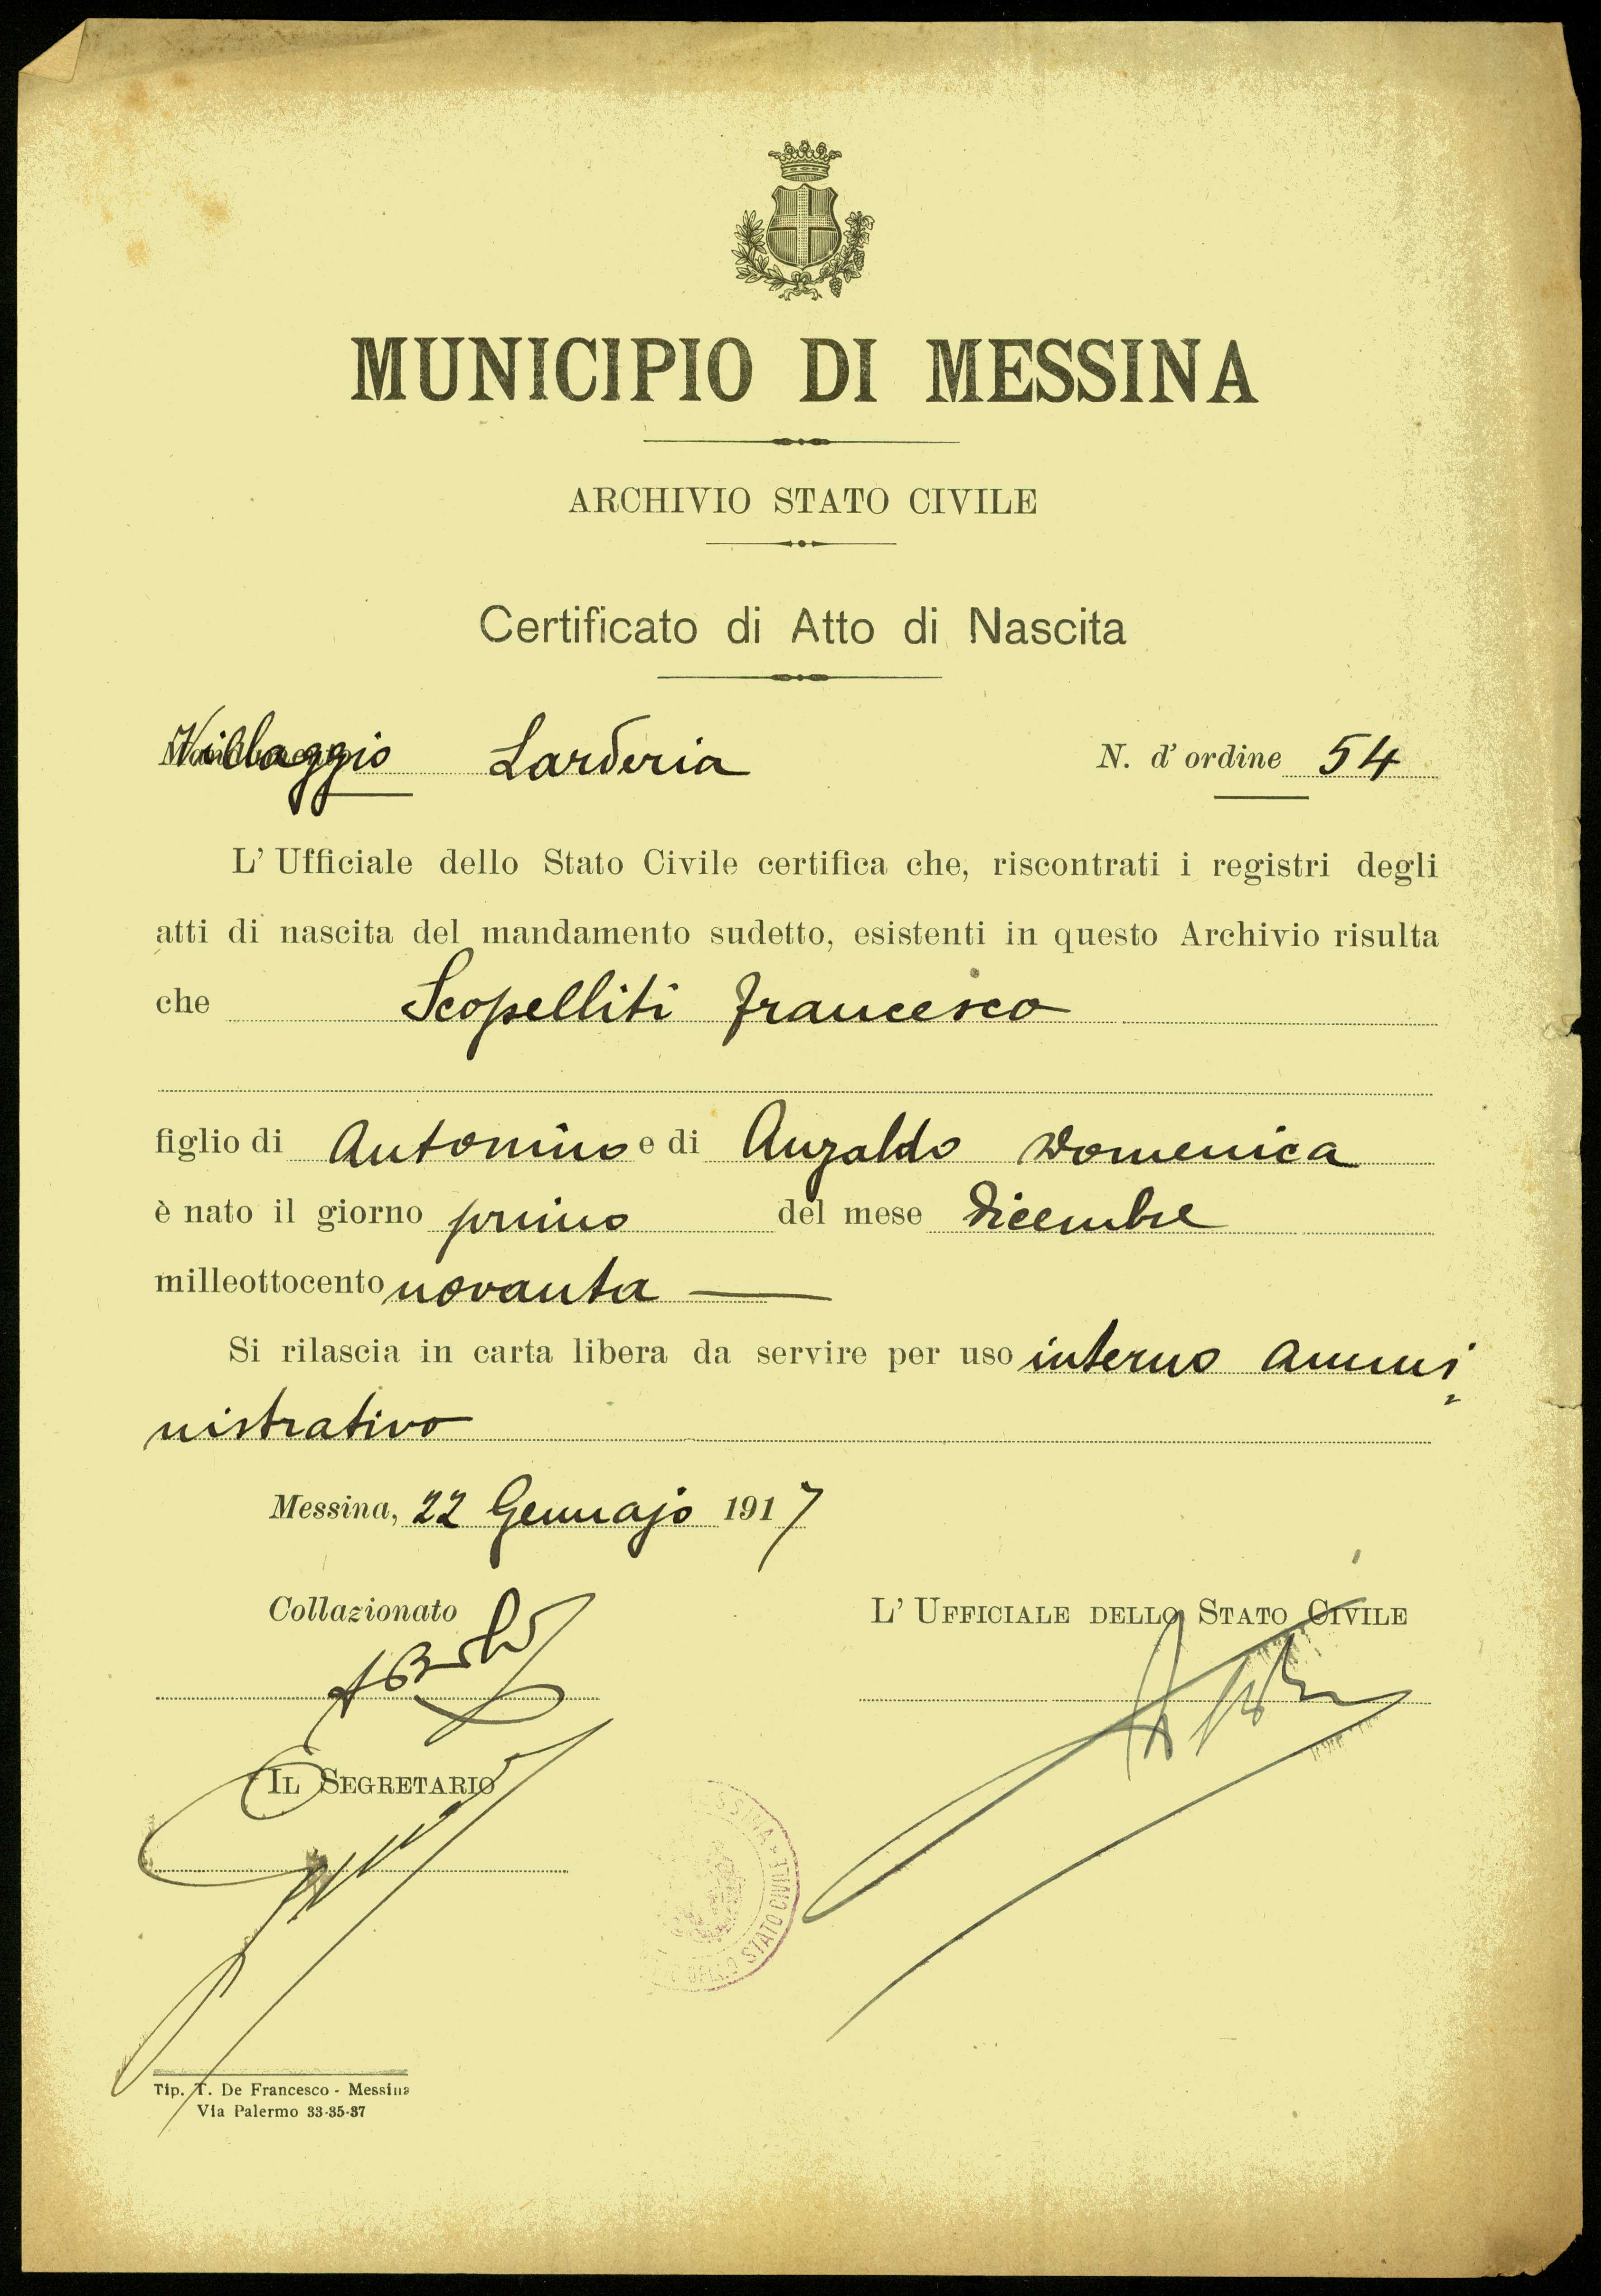 MUNICIPIO DI MESSINA
ARCHIVIO STATO CIVILE
Certificato di Atto di Nascita
Villaggio Larderia N. d'ordine 54
L'Ufficiale dello Stato Civile certifica che, riscontrati i registri degli
atti di nascita del mandamento sudetto, esistenti in questo Archivio risulta
che Scopelliti Francesco
figlio di Antonino e di Anzaldo Domenica
è nato il giorno primo del mese Dicembre
milleottocento novanta
Si rilascia in carta libera da servire per uso interno ammi
nistrativo
Messina, 22 Gennajo 1917
Collazionato L'UFFICIALE DELLO STATO CIVILE
IL SEGRETARIO
MESSINA * DELLO STATO CIVILE
Tip. T. De Francesco - Messina
Via Palermo 33-35-37